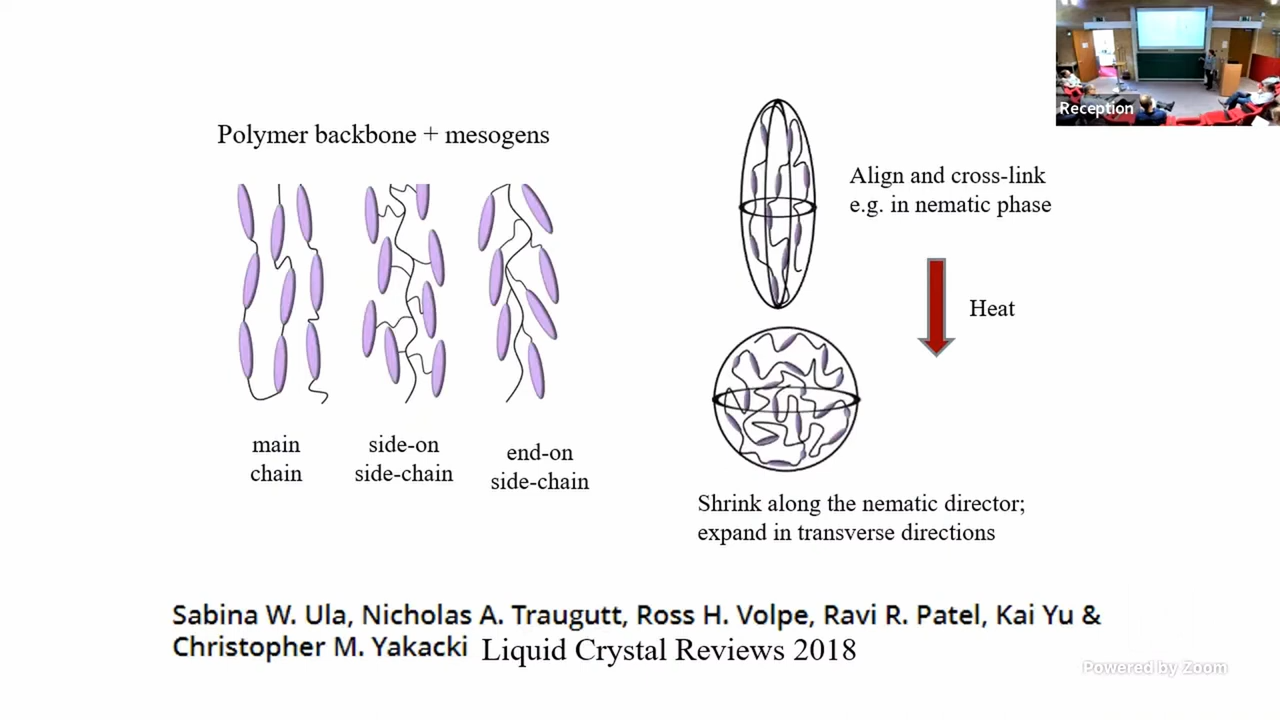 Reception
Polymer backbone + mesogens
main
chain
side-on
side-chain
end-on
side-chain
Align and cross-link
e.g. in nematic phase
Heat
Shrink along the nematic director;
expand in transverse directions
Sabina W. Ula, Nicholas A. Traugutt, Ross H. Volpe, Ravi R. Patel, Kai Yu &
Christopher M. Yakacki Liquid Crystal Reviews 2018
Powered by Zoom